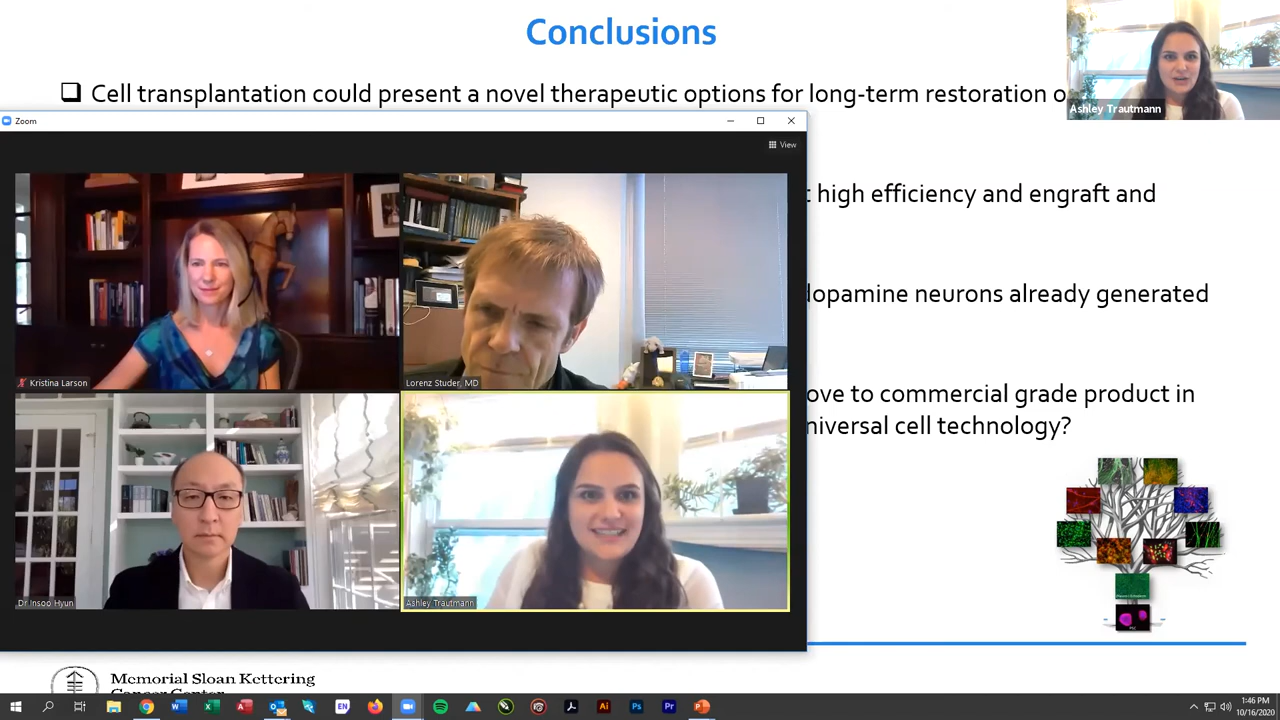 Conclusions
Cell transplantation could present a novel therapeutic options for long-term restoration o
Ashley Trautmann
Zoom
View
high efficiency and engraft and
dopamine neurons already generated
ove to commercial grade product in
niversal cell technology?
Kristina Larson
Lorenz Studer, MD
Dr Insoo Hyun
Ashley Trautmann
Memorial Sloan Kettering
Cancer Center
1:46 PM
10/16/2020